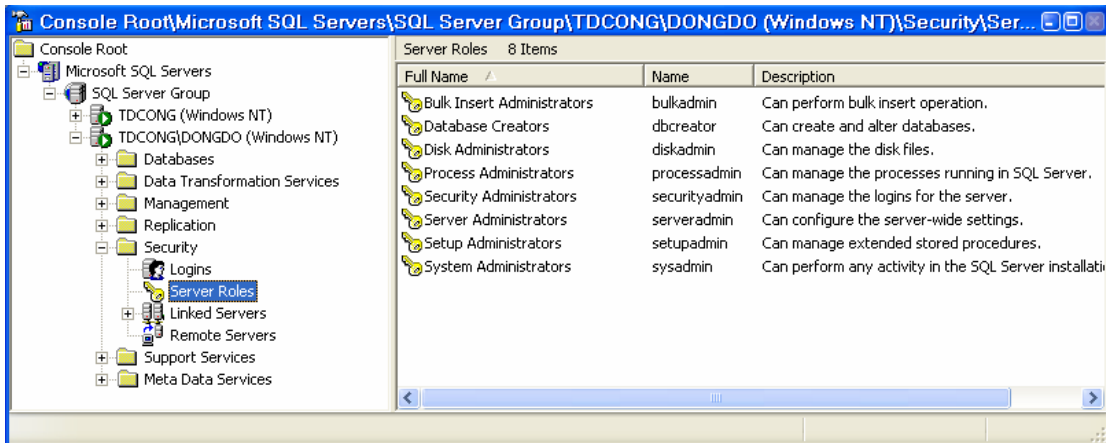 Console Root\Microsoft SQL Servers\SQL Server Group\TDCONG\DONGDO (Windows NT)\Security\Ser...
Console Root
Microsoft SQL Servers
SQL Server Group
TDCONG (Windows NT)
TDCONG\DONGDO (Windows NT)
Databases
Data Transformation Services
Management
Replication
Security
Logins
Server Roles
Linked Servers
Remote Servers
Support Services
Meta Data Services
Server Roles 8 Items
Full Name Name Description
Bulk Insert Administrators bulkadmin Can perform bulk insert operation.
Database Creators dbcreator Can create and alter databases.
Disk Administrators diskadmin Can manage the disk files.
Process Administrators processadmin Can manage the processes running in SQL Server.
Security Administrators securityadmin Can manage the logins for the server.
Server Administrators serveradmin Can configure the server-wide settings.
Setup Administrators setupadmin Can manage extended stored procedures.
System Administrators sysadmin Can perform any activity in the SQL Server installati